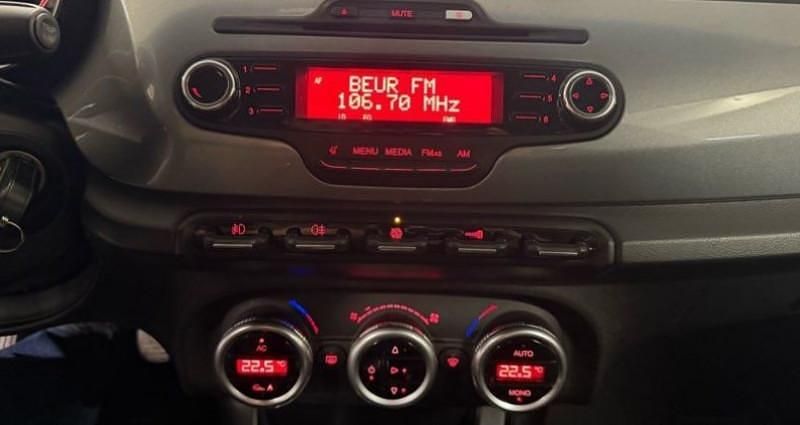 MUTE
1
2
3
AF
BEUR FM
106.70 MHz
4
5
6
MENU MEDIA FMAS AM
AC
22.5°C
A
AUTO
22.5°C
MONO